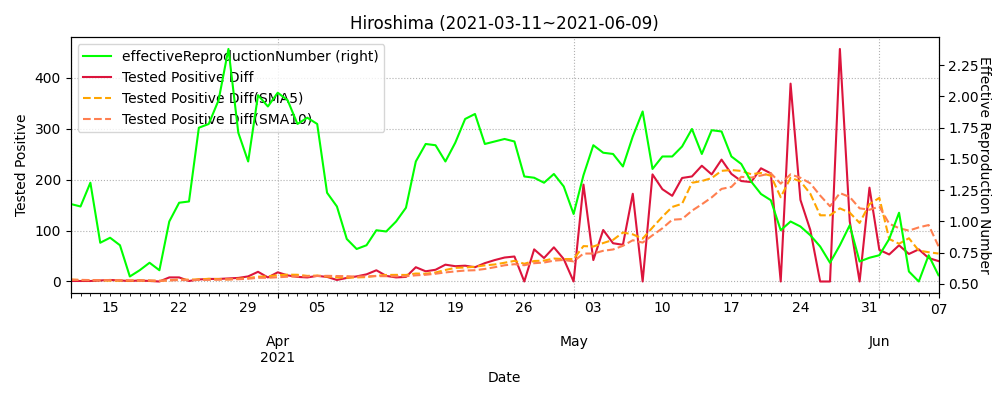 Hiroshima (2021-03-11~2021-06-09)
effectiveReproductionNumber (right)
Tested Positive Diff
Tested Positive Diff(SMA5)
Tested Positive Diff(SMA10)
Tested Positive
400
300
200
100
0
Effective Reproduction Number
2.25
2.00
1.75
1.50
1.25
1.00
0.75
0.50
15 22 29 05 12 19 26 03 10 17 24 31 07
Apr May Jun
2021
Date